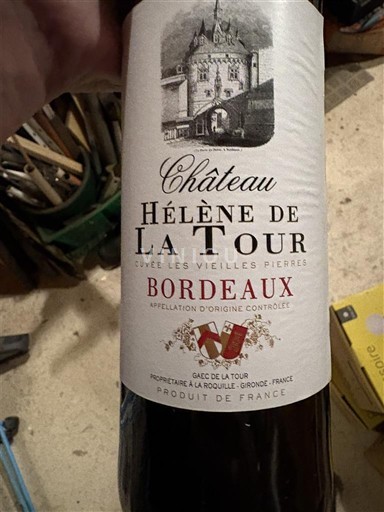 Château
HÉLÈNE DE
LA TOUR
CUVÉE LES VIEILLES PIERRES
BORDEAUX
APPELLATION D'ORIGINE CONTRÔLÉE
GAEC DE LA TOUR
PROPRIÉTAIRE À LA ROQUILLE - GIRONDE - FRANCE
PRODUIT DE FRANCE
soire